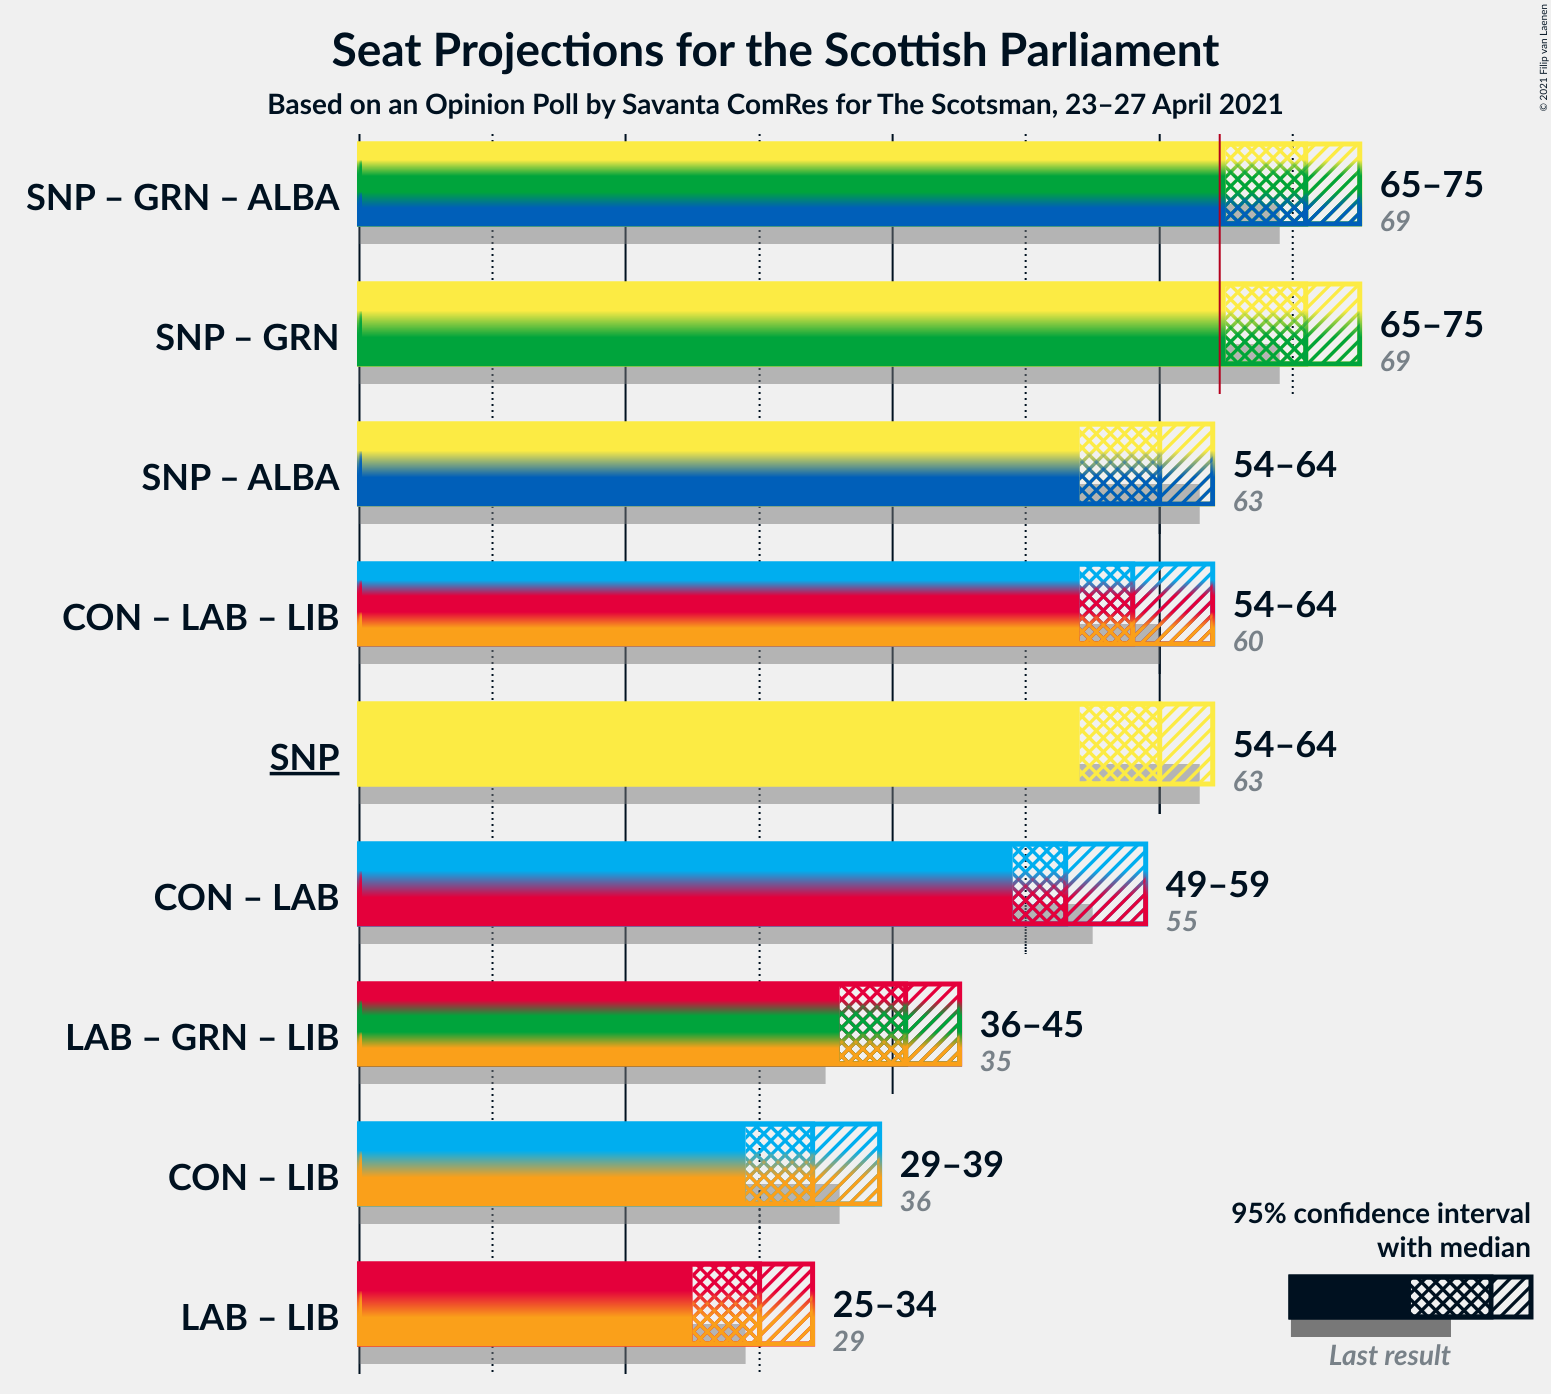 Seat Projections for the Scottish Parliament
Based on an Opinion Poll by Savanta ComRes for The Scotsman, 23–27 April 2021
© 2021 Filip van Laenen
SNP – GRN – ALBA
65–75
69
SNP – GRN
65–75
69
SNP – ALBA
54–64
63
CON – LAB – LIB
54–64
60
SNP
54–64
63
CON – LAB
49–59
55
LAB – GRN – LIB
36–45
35
CON – LIB
29–39
36
LAB – LIB
25–34
29
95% confidence interval
with median
Last result